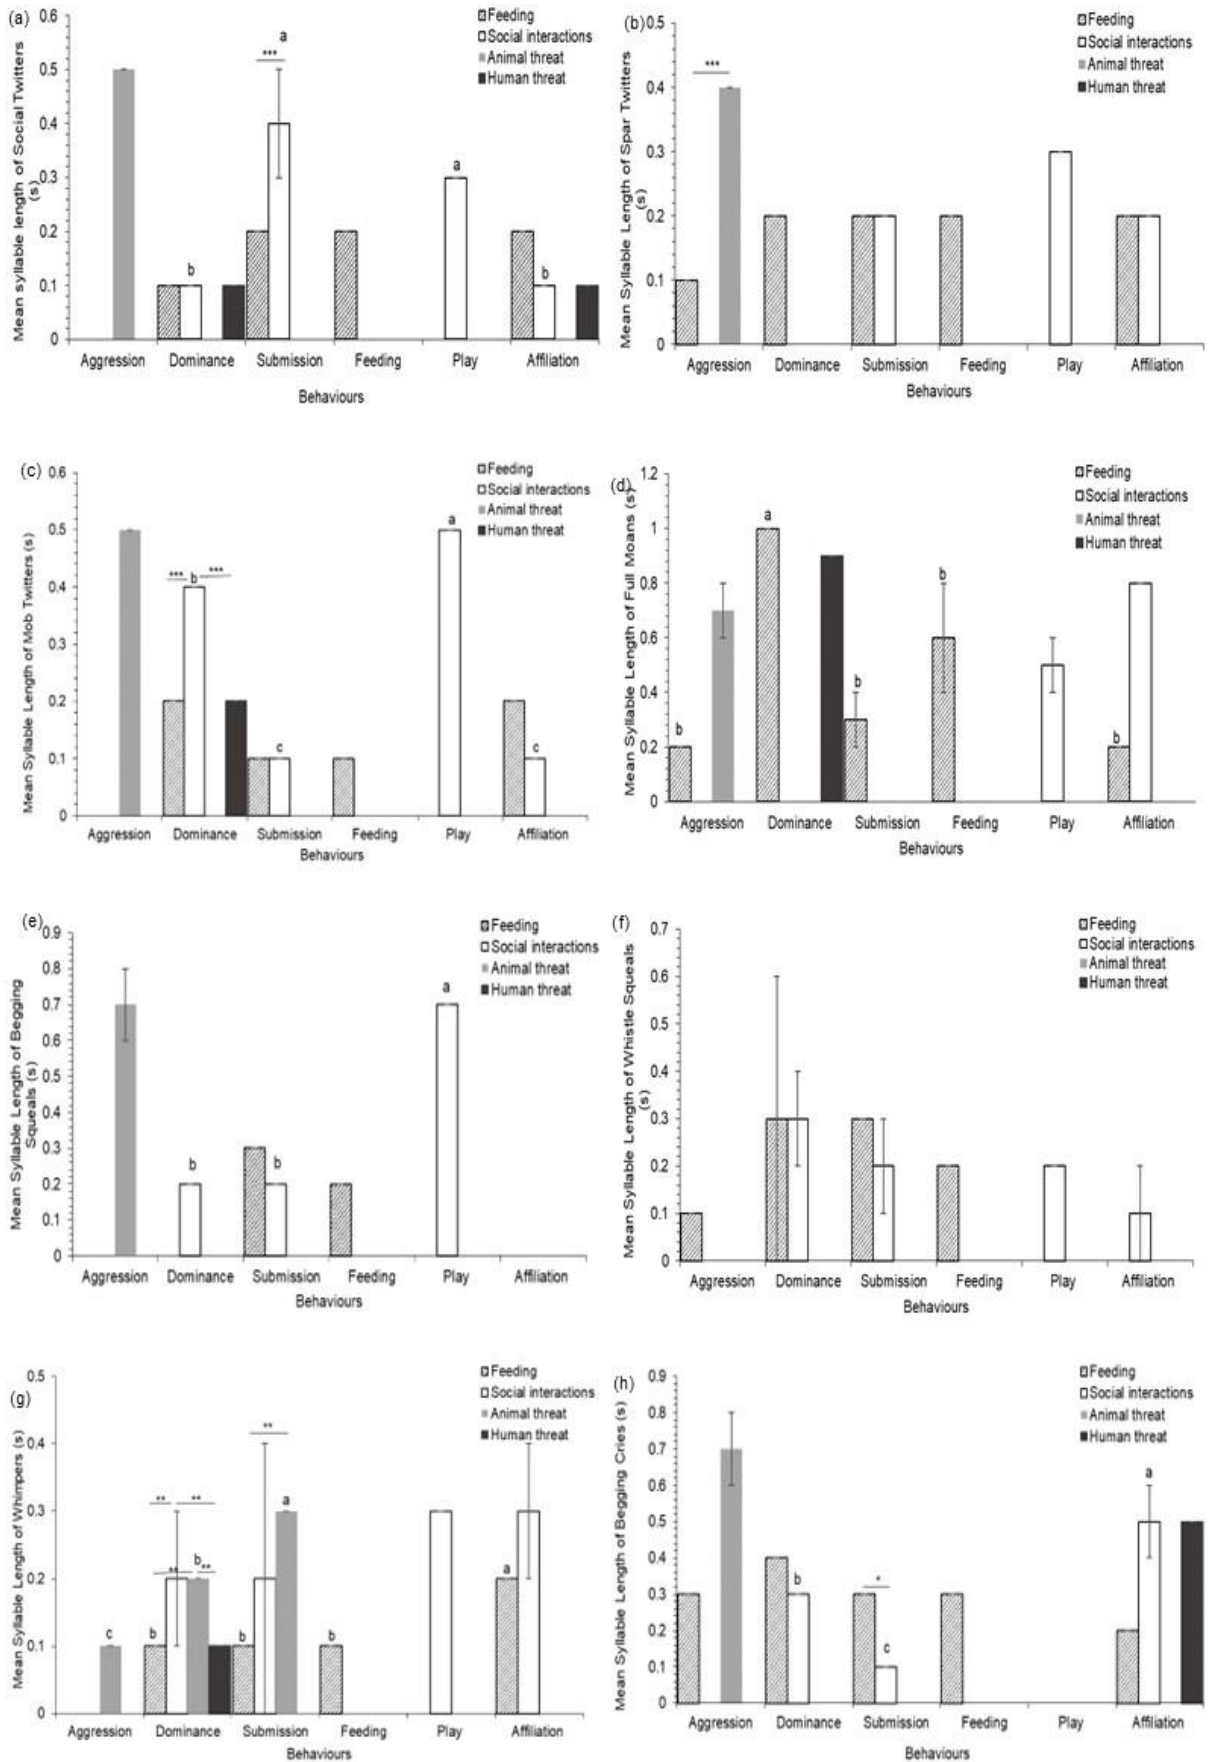 (a)
Mean syllable length of Social Twitters
(s)
0.6
0.5
0.4
0.3
0.2
0.1
0
Feeding
Social interactions
Animal threat
Human threat
***
a
b
a
b
Aggression Dominance Submission Feeding Play Affiliation
Behaviours
(b)
Mean Syllable Length of Spar Twitters
(s)
0.5
0.4
0.3
0.2
0.1
0
Feeding
Social interactions
Animal threat
Human threat
***
Aggression Dominance Submission Feeding Play Affiliation
Behaviours
(c)
Mean Syllable Length of Mob Twitters (s)
0.6
0.5
0.4
0.3
0.2
0.1
0
Feeding
Social interactions
Animal threat
Human threat
*** b ***
c
a
c
Aggression Dominance Submission Feeding Play Affiliation
Behaviours
(d)
Mean Syllable Length of Full Moans (s)
1.2
1
0.8
0.6
0.4
0.2
0
Feeding
Social interactions
Animal threat
Human threat
b
a
b
b
b
Aggression Dominance Submission Feeding Play Affiliation
Behaviours
(e)
Mean Syllable Length of Begging
Squeals (s)
0.9
0.8
0.7
0.6
0.5
0.4
0.3
0.2
0.1
0
Feeding
Social interactions
Animal threat
Human threat
b
b
a
Aggression Dominance Submission Feeding Play Affiliation
Behaviours
(f)
Mean Syllable Length of Whistle Squeals
(s)
0.7
0.6
0.5
0.4
0.3
0.2
0.1
0
Feeding
Social interactions
Animal threat
Human threat
Aggression Dominance Submission Feeding Play Affiliation
Behaviours
(g)
Mean Syllable Length of Whimpers (s)
0.5
0.4
0.3
0.2
0.1
0
Feeding
Social interactions
Animal threat
Human threat
**
** **
a
b
** **
c
b
b
b
a
Aggression Dominance Submission Feeding Play Affiliation
Behaviours
(h)
Mean Syllable Length of Begging Cries (s)
0.9
0.8
0.7
0.6
0.5
0.4
0.3
0.2
0.1
0
Feeding
Social interactions
Animal threat
Human threat
b
*
c
a
Aggression Dominance Submission Feeding Play Affiliation
Behaviours